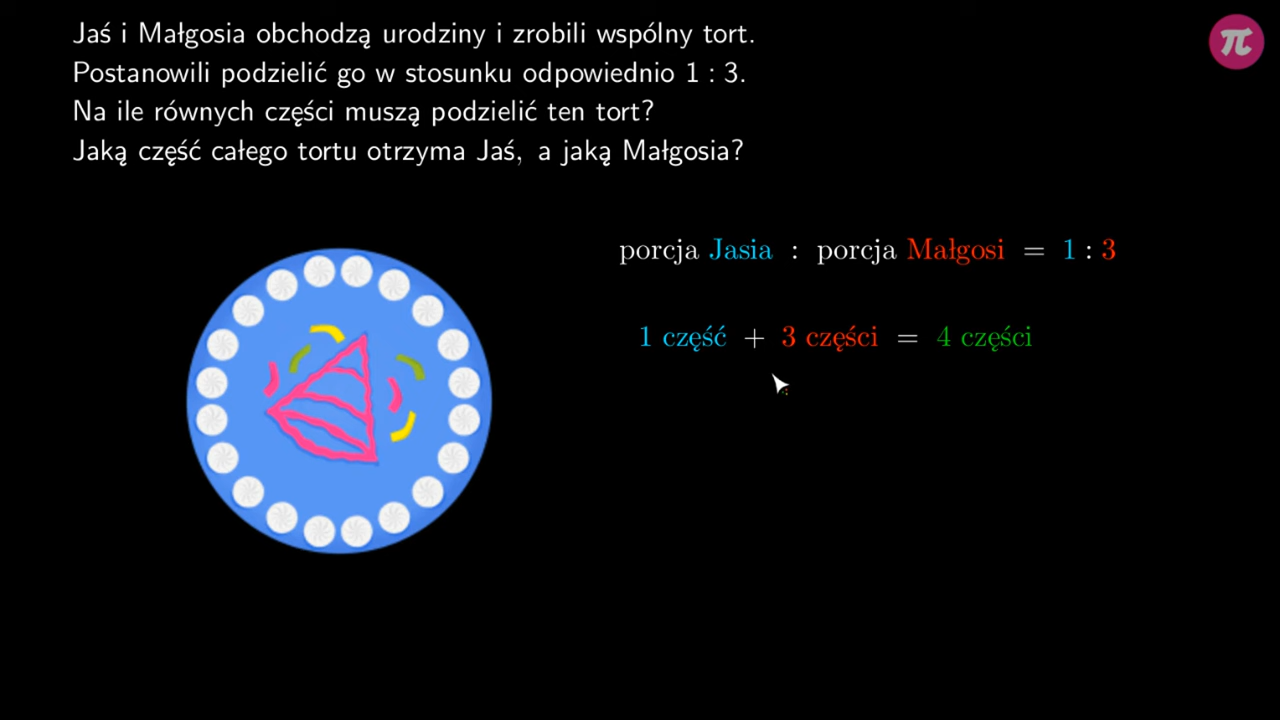 Jaś i Małgosia obchodzą urodziny i zrobili wspólny tort.
Postanowili podzielić go w stosunku odpowiednio 1 : 3.
Na ile równych części muszą podzielić ten tort?
Jaką część całego tortu otrzyma Jaś, a jaką Małgosia?
porcja Jasia : porcja Małgosi = 1 : 3
1 część + 3 części = 4 części
π